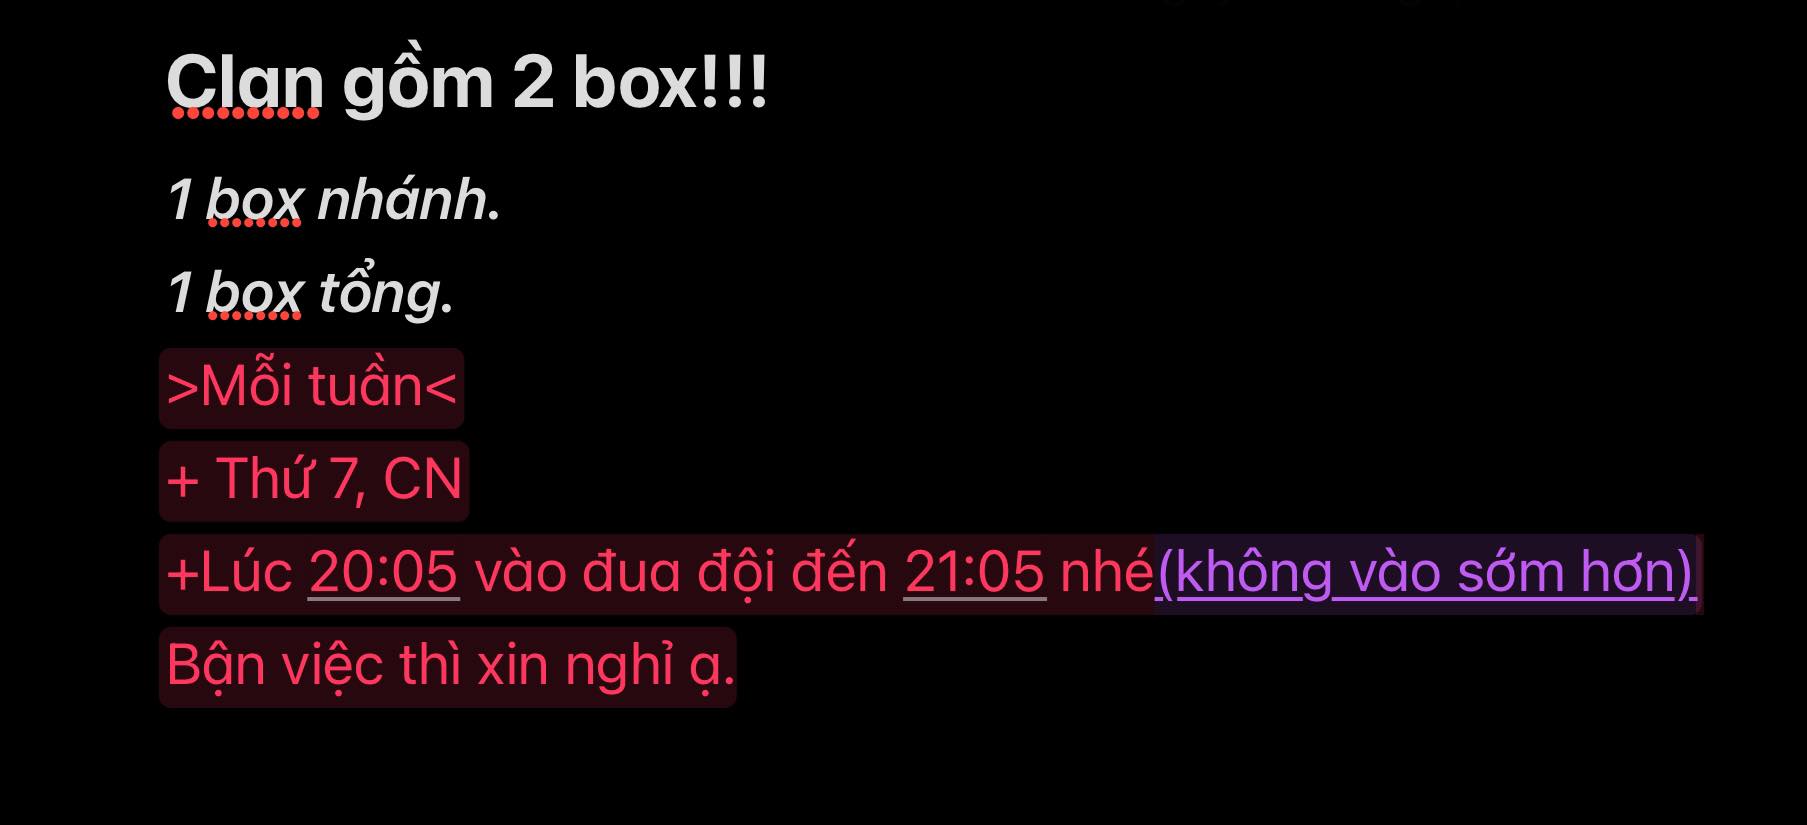 Clan gồm 2 box!!!
1 box nhánh.
1 box tổng.
>Mỗi tuần<
+ Thứ 7, CN
+Lúc 20:05 vào đua đội đến 21:05 nhé(không vào sớm hơn)
Bận việc thì xin nghỉ ạ.